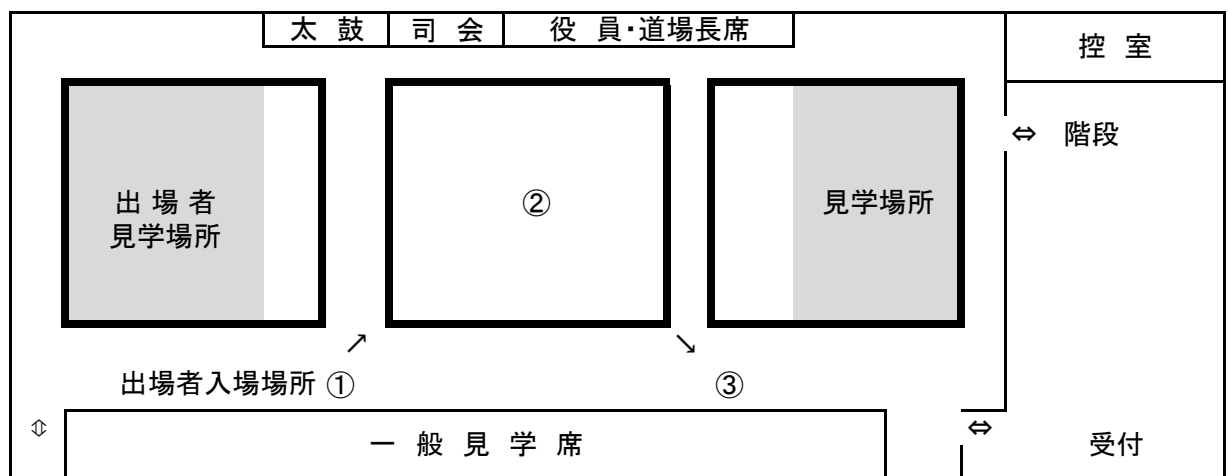 太 鼓
司 会
役 員・道場長席
控 室
⇔ 階段
出 場 者
見学場所
②
見学場所
↗
↘
出場者入場場所 ①
③
⇕
一 般 見 学 席
⇔
受付